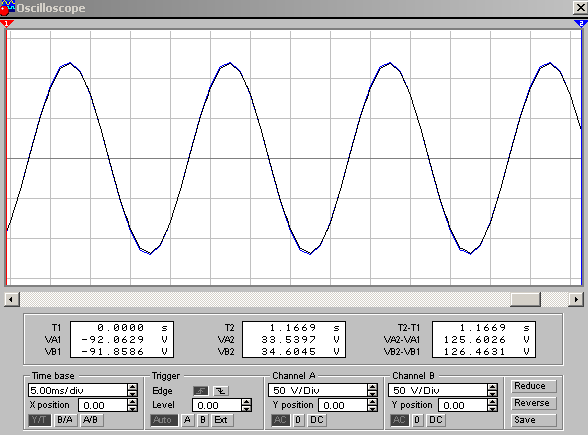 Oscilloscope
1 2
T1 0.0000 s T2 1.1669 s T2-T1 1.1669 s
VA1 -92.0629 V VA2 33.5397 V VA2-VA1 125.6026 V
VB1 -91.8586 V VB2 34.6045 V VB2-VB1 126.4631 V
Time base Trigger Channel A Channel B
5.00ms/div Edge 50 V/Div 50 V/Div Reduce
X position 0.00 Level 0.00 Y position 0.00 Y position 0.00 Reverse
Y/T B/A A/B Auto A B Ext AC 0 DC AC 0 DC Save